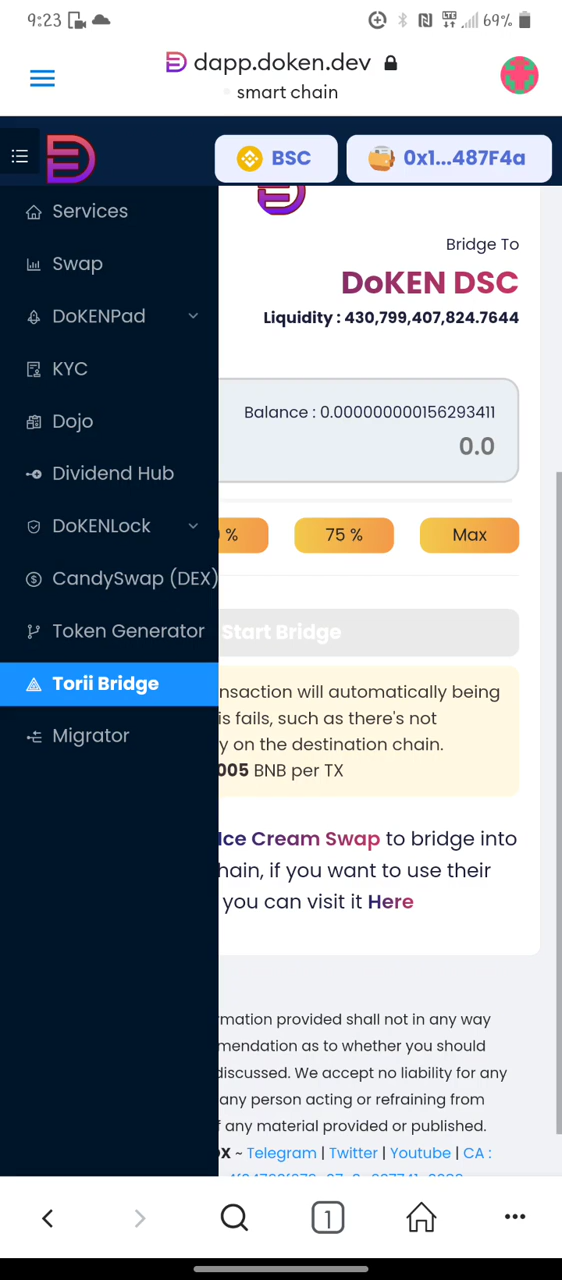 9:23
69%
dapp.doken.dev
smart chain
BSC
0x1...487F4a
Services
Swap
DoKENPad
KYC
Dojo
Dividend Hub
DoKENLock
CandySwap (DEX)
Token Generator
Torii Bridge
Migrator
Bridge To
DoKEN DSC
Liquidity : 430,799,407,824.7644
Balance : 0.000000000156293411
0.0
%
75 %
Max
Start Bridge
nsaction will automatically being
is fails, such as there's not
y on the destination chain.
005 BNB per TX
Ice Cream Swap to bridge into
hain, if you want to use their
you can visit it Here
rmation provided shall not in any way
mendation as to whether you should
discussed. We accept no liability for any
any person acting or refraining from
any material provided or published.
X ~ Telegram | Twitter | Youtube | CA :
1